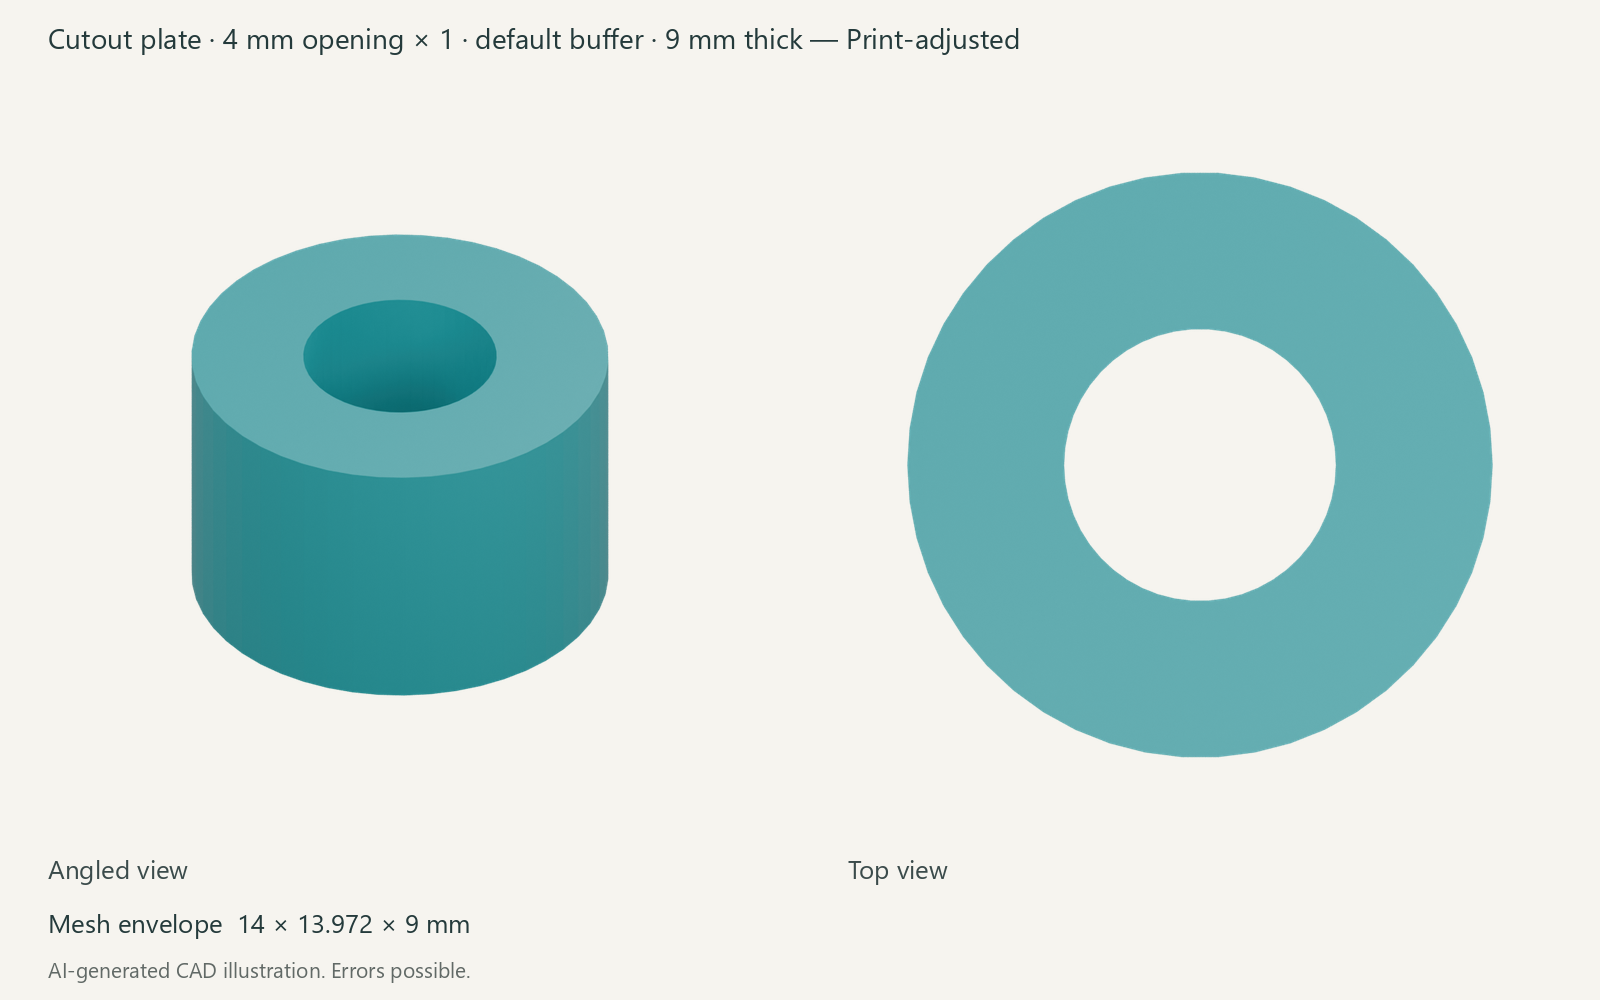 Cutout plate · 4 mm opening × 1 · default buffer · 9 mm thick — Print-adjusted
Angled view
Top view
Mesh envelope 14 × 13.972 × 9 mm
AI-generated CAD illustration. Errors possible.